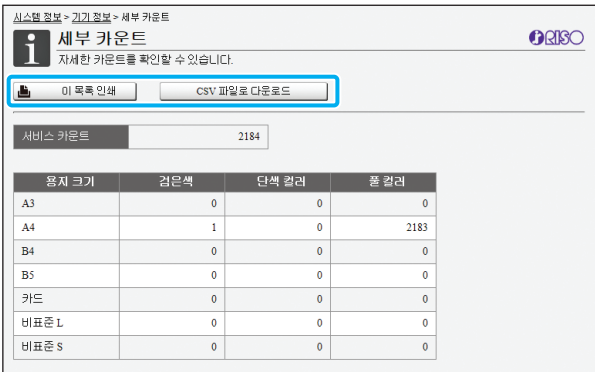 시스템 정보 > 기기 정보 > 세부 카운트
세부 카운트
RISO
자세한 카운트를 확인할 수 있습니다.
이 목록 인쇄 CSV 파일로 다운로드
서비스 카운트 2184
용지 크기 검은색 단색 컬러 풀 컬러
A3 0 0 0
A4 1 0 2183
B4 0 0 0
B5 0 0 0
카드 0 0 0
비표준 L 0 0 0
비표준 S 0 0 0